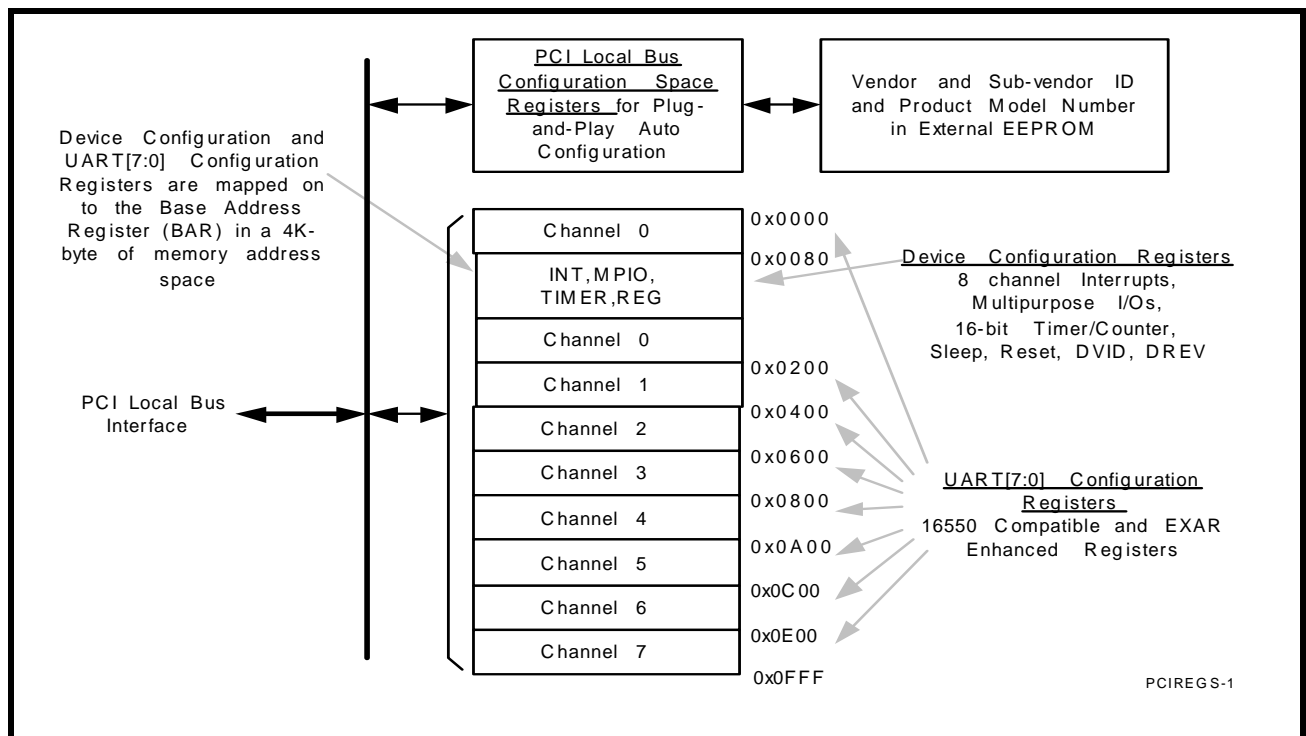 PCI Local Bus
Configuration Space
Registers for Plug-
and-Play Auto
Configuration
Vendor and Sub-vendor ID
and Product Model Number
in External EEPROM
Device Configuration and
UART[7:0] Configuration
Registers are mapped on
to the Base Address
Register (BAR) in a 4K-
byte of memory address
space
Channel 0
0x0000
INT,MPIO,
TIMER,REG
0x0080
Device Configuration Registers
8 channel Interrupts,
Multipurpose I/Os,
16-bit Timer/Counter,
Sleep, Reset, DVID, DREV
Channel 0
Channel 1
0x0200
PCI Local Bus
Interface
Channel 2
0x0400
Channel 3
0x0600
Channel 4
0x0800
Channel 5
0x0A00
Channel 6
0x0C00
Channel 7
0x0E00
0x0FFF
UART[7:0] Configuration
Registers
16550 Compatible and EXAR
Enhanced Registers
PCIREGS-1